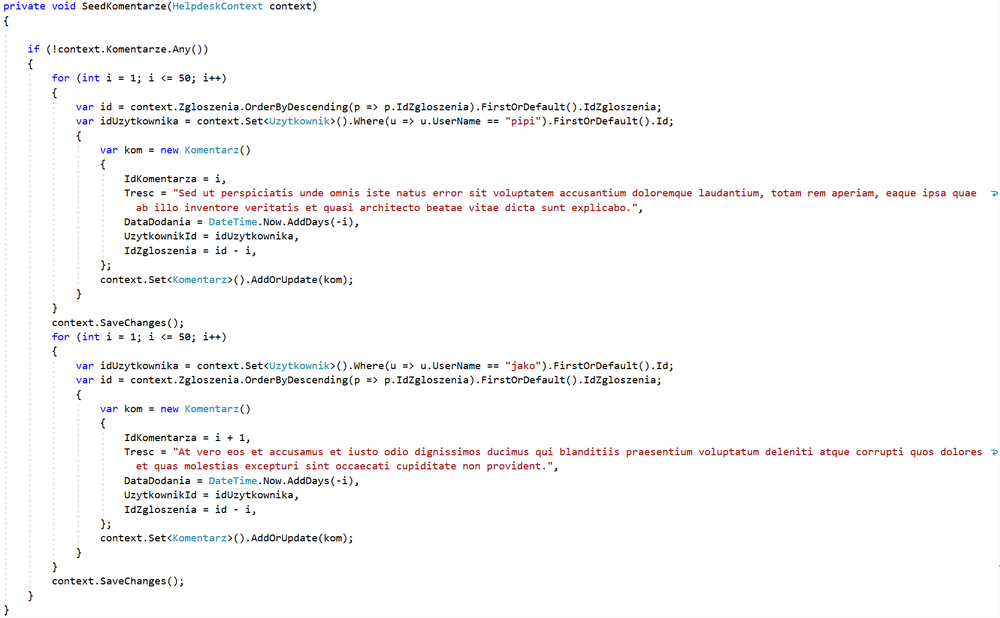 private void SeedKomentarze(HelpdeskContext context)
{
if (!context.Komentarze.Any())
{
for (int i = 1; i <= 50; i++)
{
var id = context.Zgloszenia.OrderByDescending(p => p.IdZgloszenia).FirstOrDefault().IdZgloszenia;
var idUzytkownika = context.Set<Uzytkownik>().Where(u => u.UserName == "pipi").FirstOrDefault().Id;
{
var kom = new Komentarz()
{
IdKomentarza = i,
Tresc = "Sed ut perspiciatis unde omnis iste natus error sit voluptatem accusantium doloremque laudantium, totam rem aperiam, eaque ipsa quae
ab illo inventore veritatis et quasi architecto beatae vitae dicta sunt explicabo.",
DataDodania = DateTime.Now.AddDays(-i),
UzytkownikId = idUzytkownika,
IdZgloszenia = id - i,
};
context.Set<Komentarz>().AddOrUpdate(kom);
}
}
context.SaveChanges();
for (int i = 1; i <= 50; i++)
{
var idUzytkownika = context.Set<Uzytkownik>().Where(u => u.UserName == "jako").FirstOrDefault().Id;
var id = context.Zgloszenia.OrderByDescending(p => p.IdZgloszenia).FirstOrDefault().IdZgloszenia;
{
var kom = new Komentarz()
{
IdKomentarza = i + 1,
Tresc = "At vero eos et accusamus et iusto odio dignissimos ducimus qui blanditiis praesentium voluptatum deleniti atque corrupti quos dolores
et quas molestias excepturi sint occaecati cupiditate non provident.",
DataDodania = DateTime.Now.AddDays(-i),
UzytkownikId = idUzytkownika,
IdZgloszenia = id - i,
};
context.Set<Komentarz>().AddOrUpdate(kom);
}
}
context.SaveChanges();
}
}